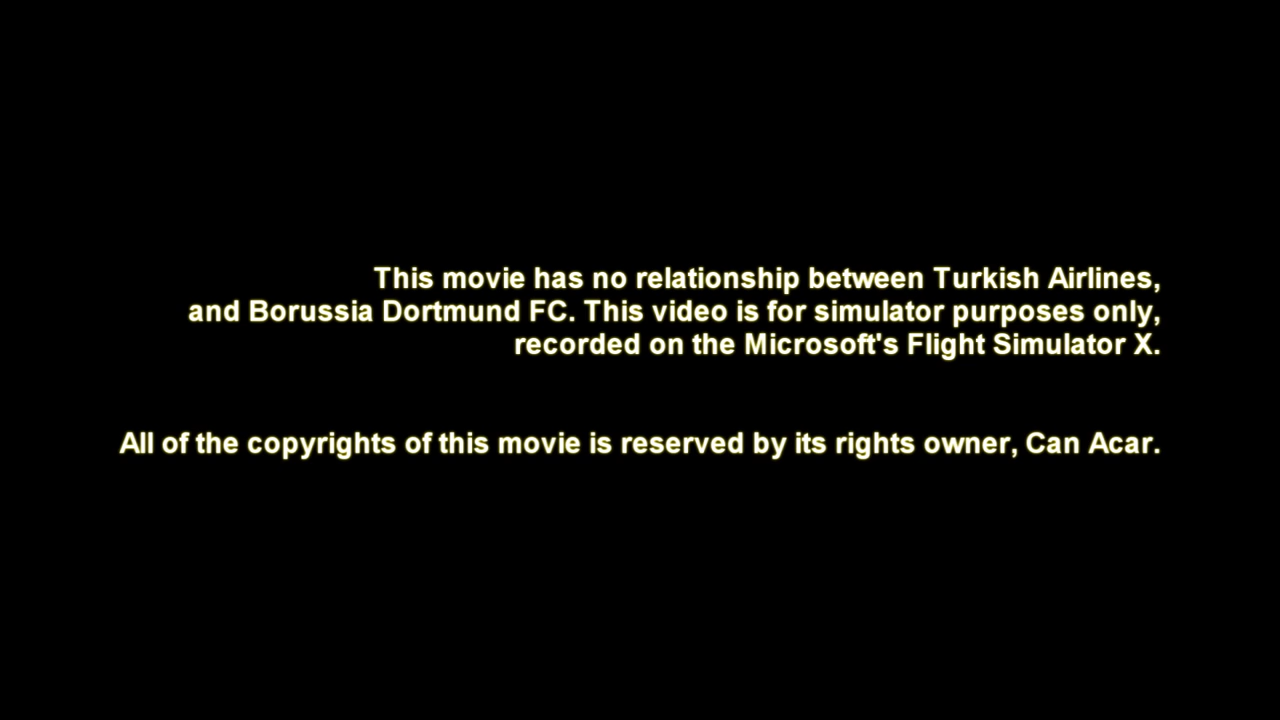 This movie has no relationship between Turkish Airlines,
and Borussia Dortmund FC. This video is for simulator purposes only,
recorded on the Microsoft's Flight Simulator X.
All of the copyrights of this movie is reserved by its rights owner, Can Acar.